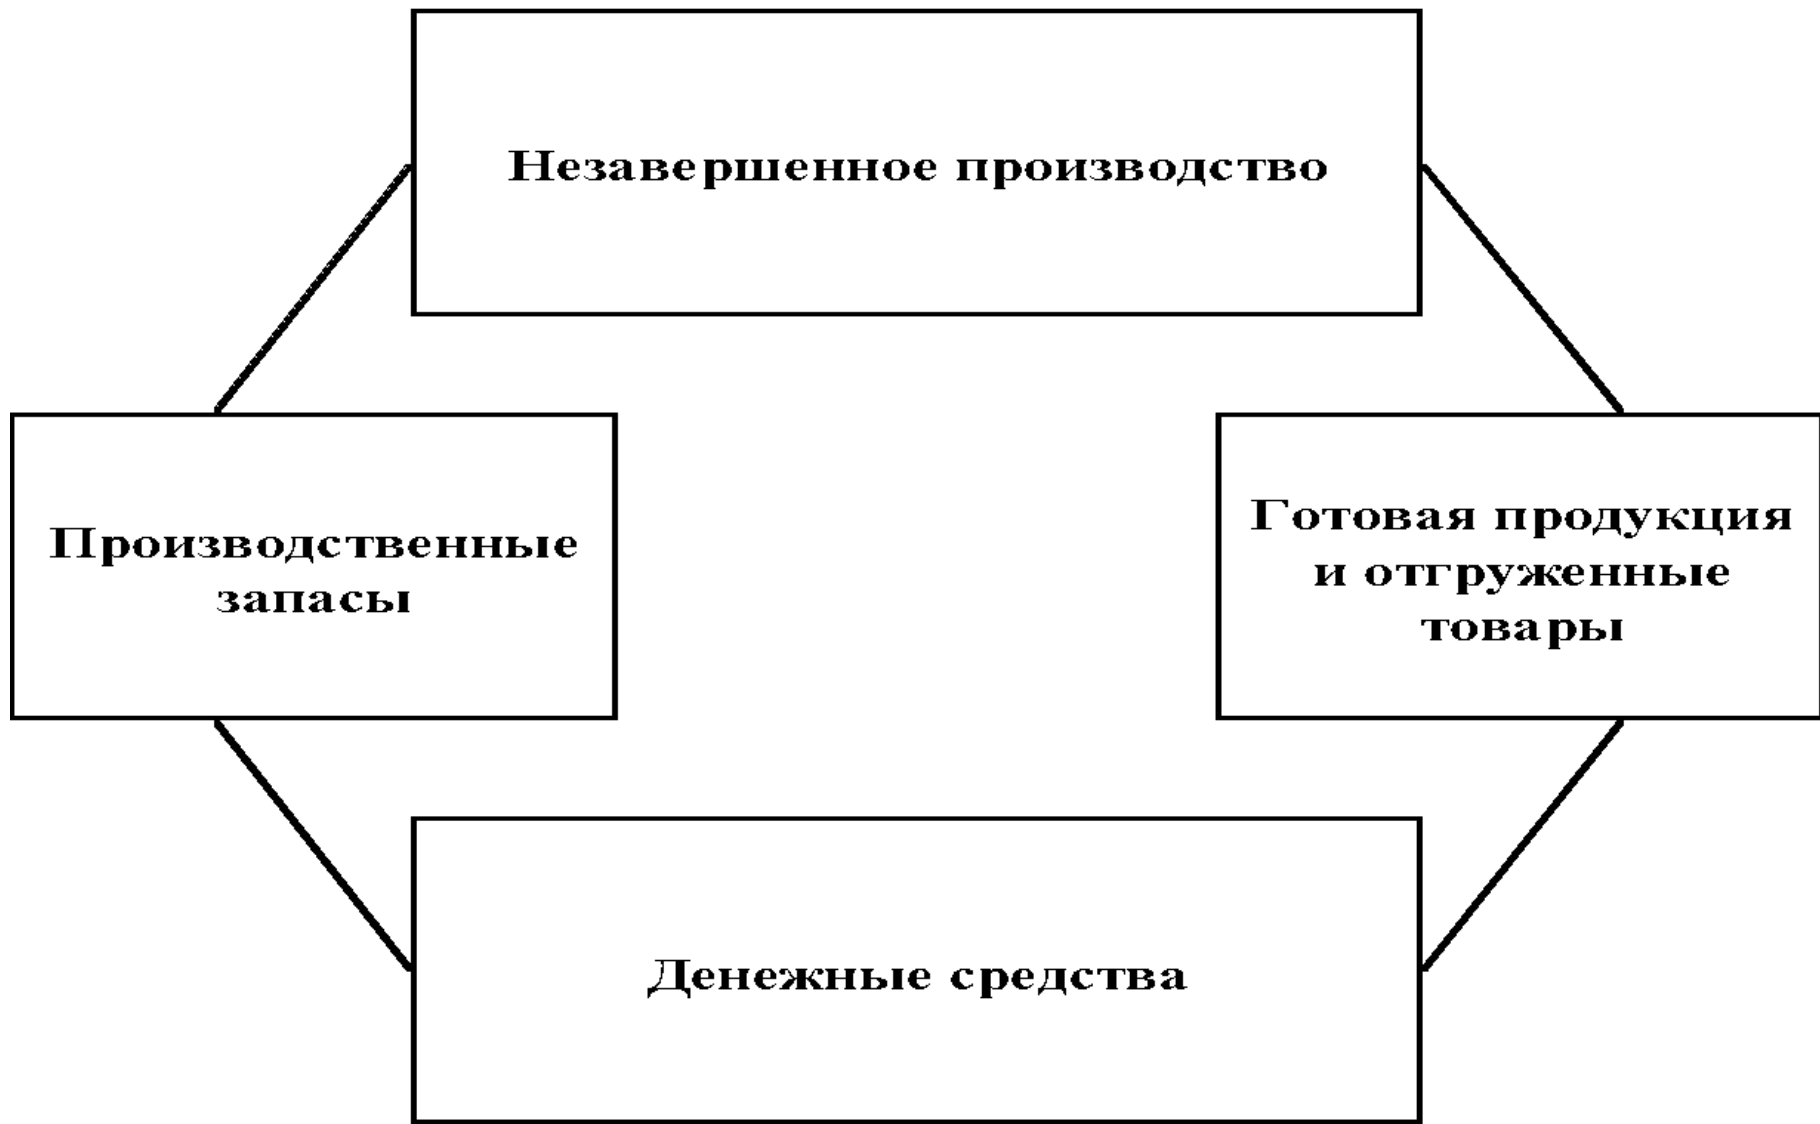 Незавершенное производство
Производственные
запасы
Готовая продукция
и отгруженные
товары
Денежные средства